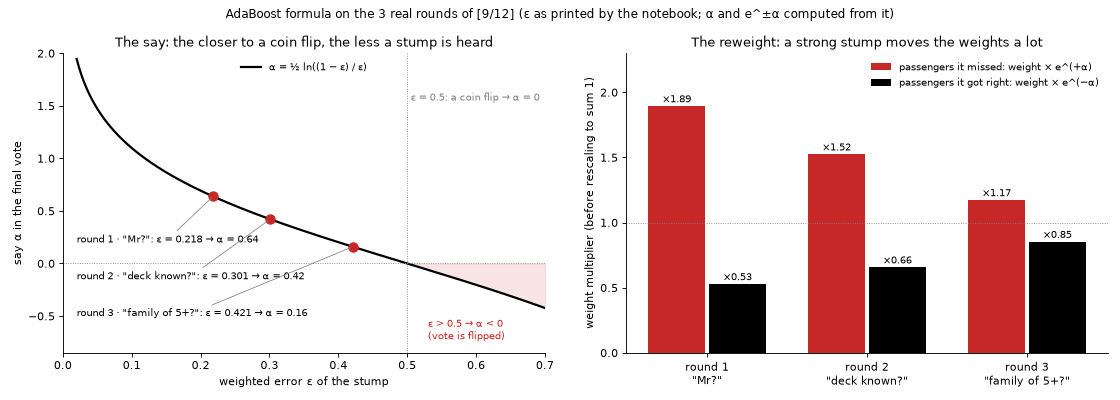 AdaBoost formula on the 3 real rounds of [9/12] (ε as printed by the notebook; α and e^±α computed from it)
The say: the closer to a coin flip, the less a stump is heard
α = ½ ln((1 − ε) / ε)
ε = 0.5: a coin flip → α = 0
round 1 · "Mr?": ε = 0.218 → α = 0.64
round 2 · "deck known?": ε = 0.301 → α = 0.42
round 3 · "family of 5+?": ε = 0.421 → α = 0.16
ε > 0.5 → α < 0
(vote is flipped)
say α in the final vote
2.0
1.5
1.0
0.5
0.0
−0.5
0.0 0.1 0.2 0.3 0.4 0.5 0.6 0.7
weighted error ε of the stump
The reweight: a strong stump moves the weights a lot
passengers it missed: weight × e^(+α)
passengers it got right: weight × e^(−α)
weight multiplier (before rescaling to sum 1)
2.0
1.5
1.0
0.5
0.0
×1.89
×0.53
×1.52
×0.66
×1.17
×0.85
round 1
"Mr?"
round 2
"deck known?"
round 3
"family of 5+?"